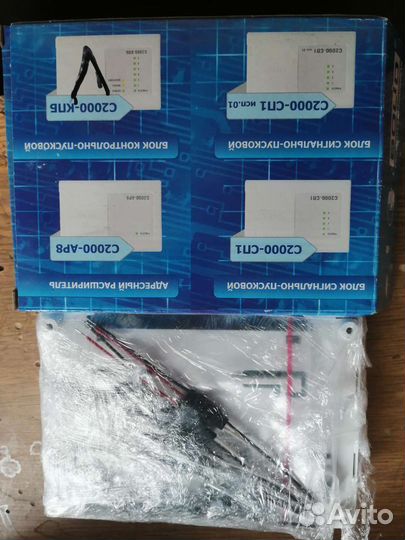 С2000-КПБ
БЛОК КОНТРОЛЬНО-ПУСКОВОЙ
С2000-СП1
исп.01
БЛОК СИГНАЛЬНО-ПУСКОВОЙ
С2000-АР8
АДРЕСНЫЙ РАСШИРИТЕЛЬ
С2000-СП1
БЛОК СИГНАЛЬНО-ПУСКОВОЙ
Avito